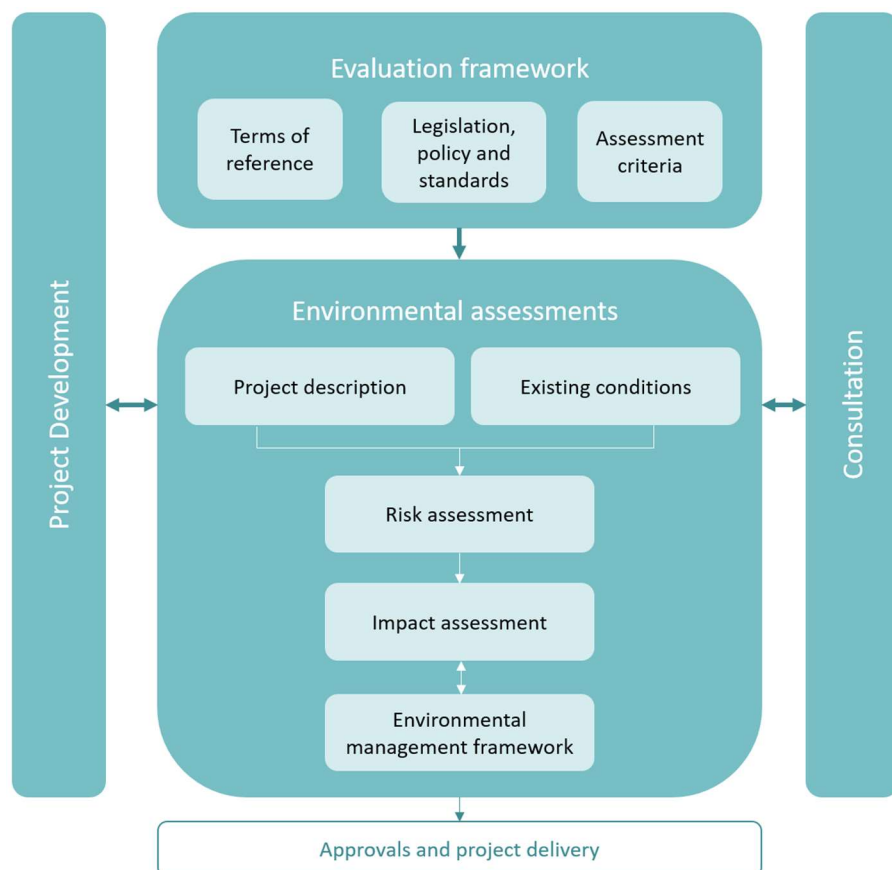 Evaluation framework
Terms of
reference
Legislation,
policy and
standards
Assessment
criteria
Project Development
Environmental assessments
Project description
Existing conditions
Risk assessment
Impact assessment
Environmental
management framework
Consultation
Approvals and project delivery